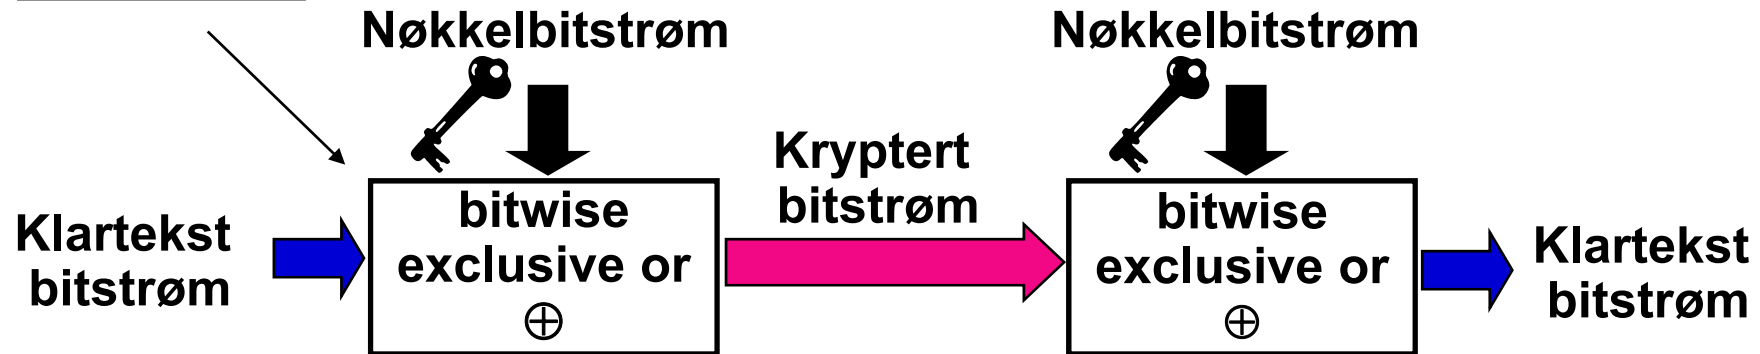 Nøkkelbitstrøm
Nøkkelbitstrøm
Klartekst
bitstrøm
bitwise
exclusive or
⊕
Kryptert
bitstrøm
bitwise
exclusive or
⊕
Klartekst
bitstrøm